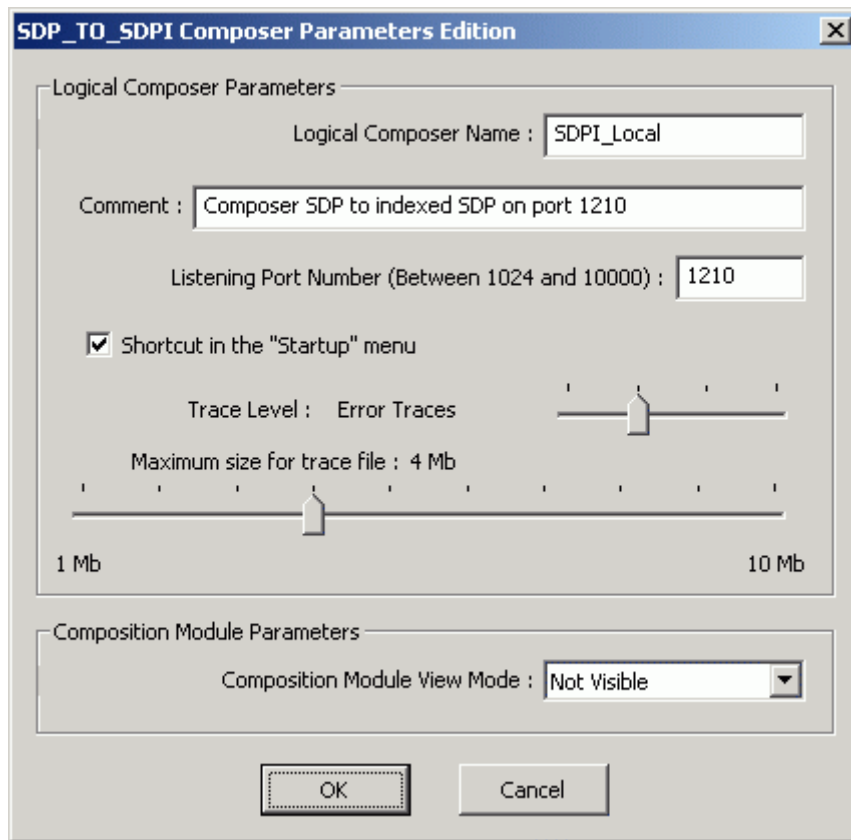 SDP_TO_SDPI Composer Parameters Edition
Logical Composer Parameters
Logical Composer Name : SDPI_Local
Comment : Composer SDP to indexed SDP on port 1210
Listening Port Number (Between 1024 and 10000) : 1210
Shortcut in the "Startup" menu
Trace Level : Error Traces
Maximum size for trace file : 4 Mb
1 Mb 10 Mb
Composition Module Parameters
Composition Module View Mode : Not Visible
OK Cancel